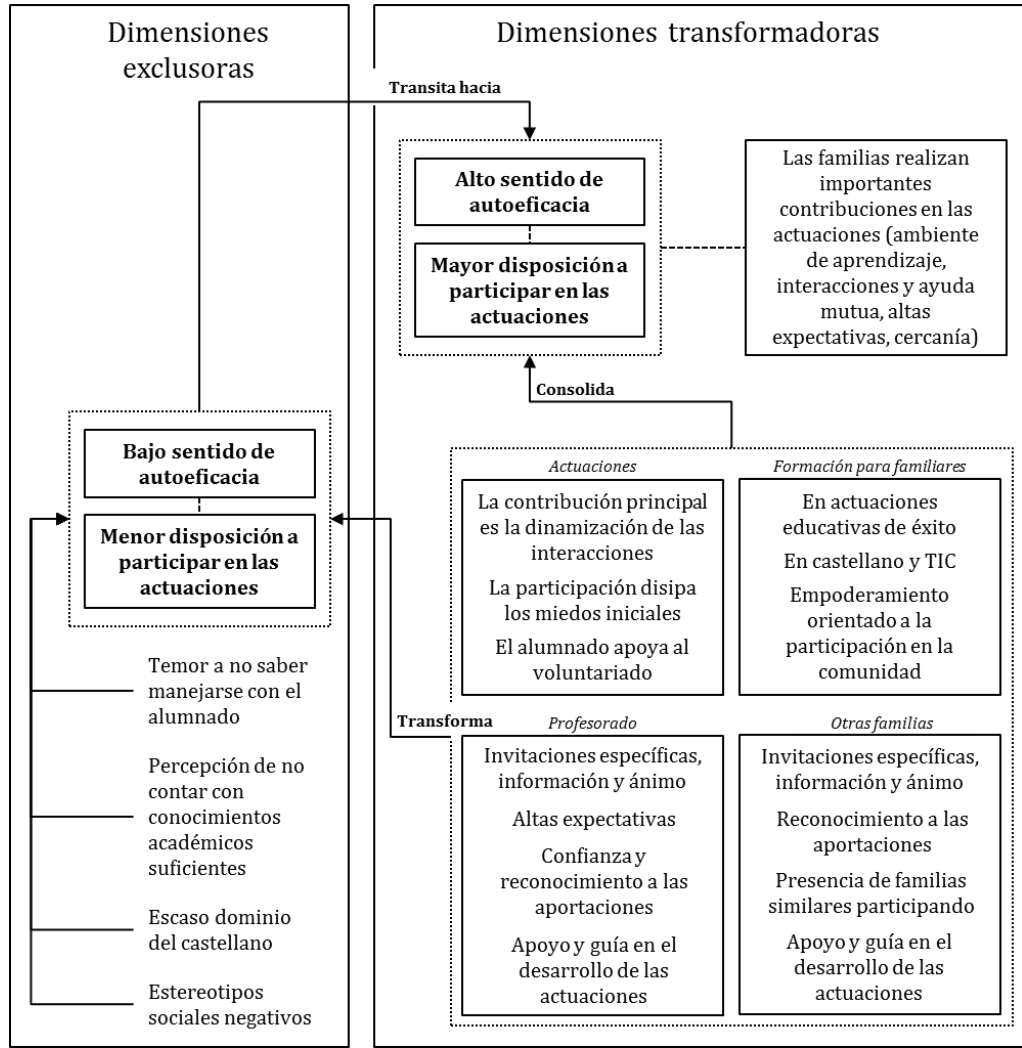 Dimensiones
exclusoras
Bajo sentido de
autoeficacia
Menor disposición a
participar en las
actuaciones
Temor a no saber
manejarse con el
alumnado
Percepción de no
contar con
conocimientos
académicos
suficientes
Escaso dominio
del castellano
Estereotipos
sociales negativos
Dimensiones transformadoras
Transita hacia
Alto sentido de
autoeficacia
Mayor disposición a
participar en las
actuaciones
Las familias realizan
importantes
contribuciones en las
actuaciones (ambiente
de aprendizaje,
interacciones y ayuda
mutua, altas
expectativas, cercanía)
Consolida
Actuaciones
La contribución principal
es la dinamización de las
interacciones
La participación disipa
los miedos iniciales
El alumnado apoya al
voluntariado
Formación para familiares
En actuaciones
educativas de éxito
En castellano y TIC
Empoderamiento
orientado a la
participación en la
comunidad
Transforma
Profesorado
Invitaciones específicas,
información y ánimo
Altas expectativas
Confianza y
reconocimiento a las
aportaciones
Apoyo y guía en el
desarrollo de las
actuaciones
Otras familias
Invitaciones específicas,
información y ánimo
Reconocimiento a las
aportaciones
Presencia de familias
similares participando
Apoyo y guía en el
desarrollo de las
actuaciones